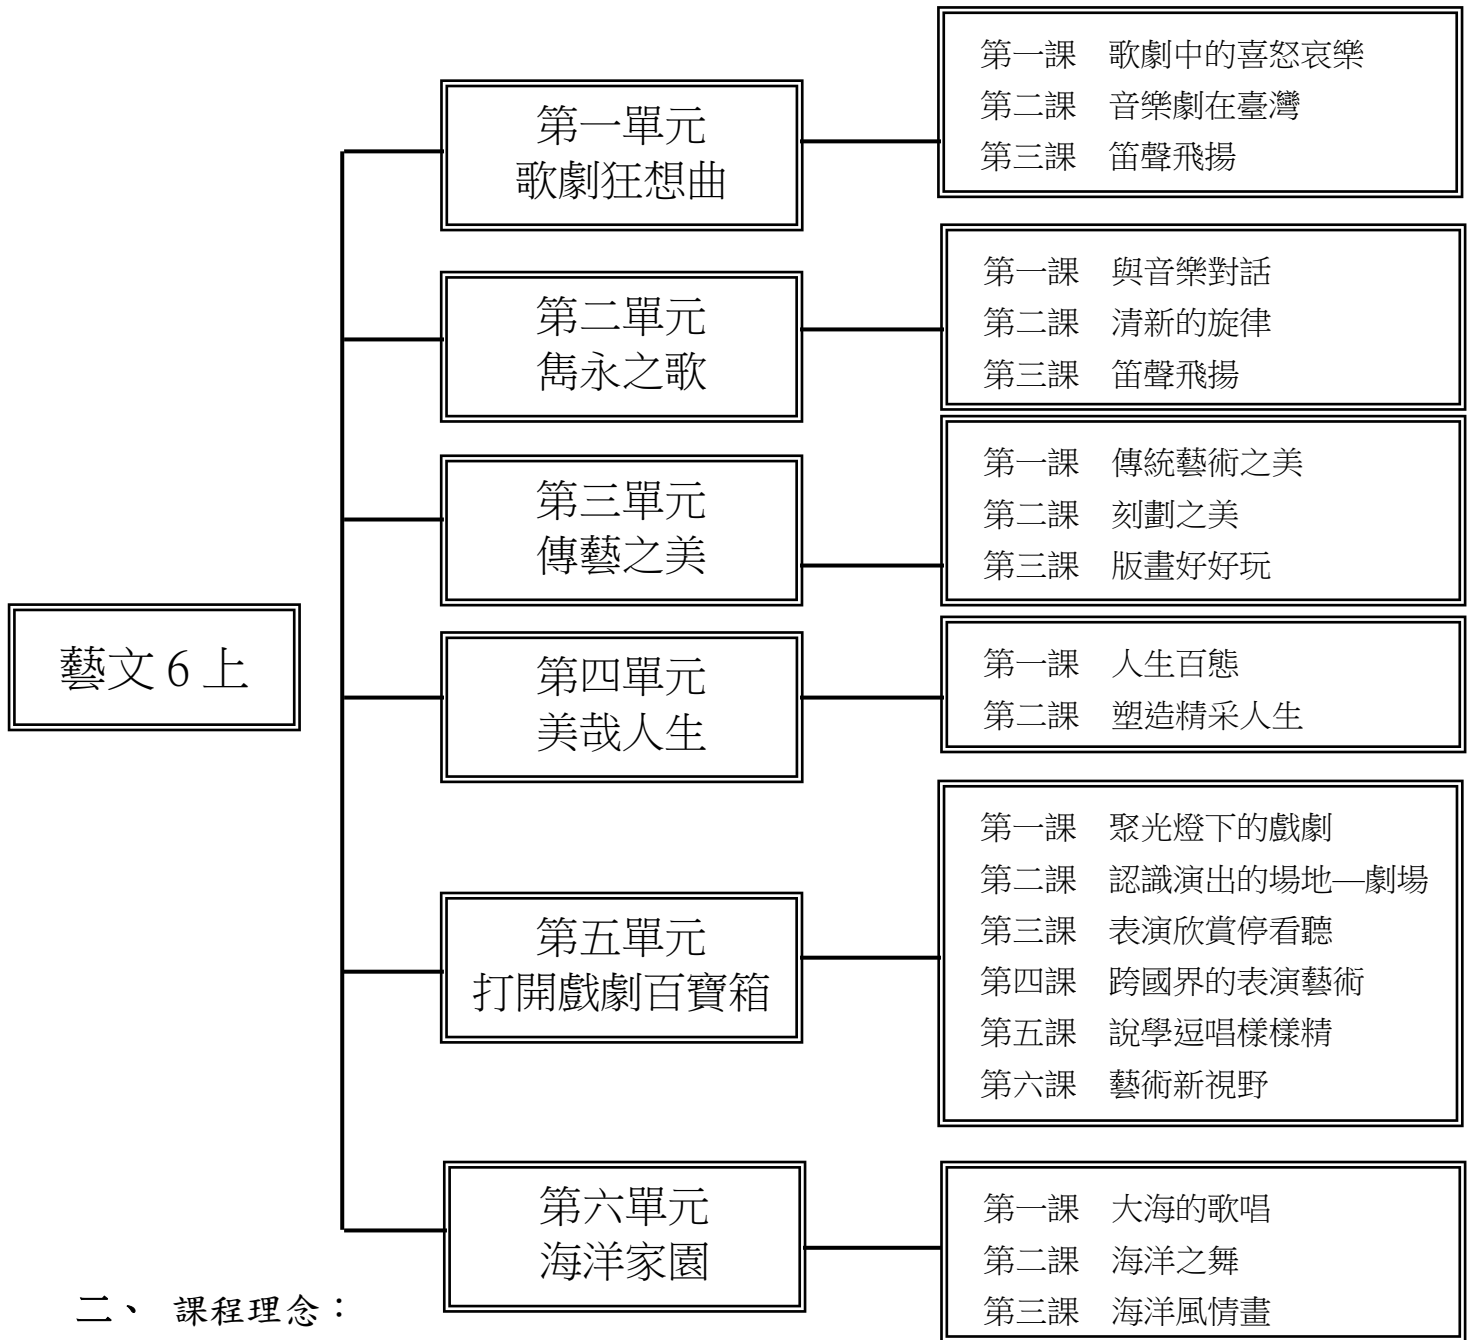 藝文 6 上
第一單元
歌劇狂想曲
第一課 歌劇中的喜怒哀樂
第二課 音樂劇在臺灣
第三課 笛聲飛揚
第二單元
雋永之歌
第一課 與音樂對話
第二課 清新的旋律
第三課 笛聲飛揚
第三單元
傳藝之美
第一課 傳統藝術之美
第二課 刻劃之美
第三課 版畫好好玩
第四單元
美哉人生
第一課 人生百態
第二課 塑造精采人生
第五單元
打開戲劇百寶箱
第一課 聚光燈下的戲劇
第二課 認識演出的場地—劇場
第三課 表演欣賞停看聽
第四課 跨國界的表演藝術
第五課 說學逗唱樣樣精
第六課 藝術新視野
第六單元
海洋家園
第一課 大海的歌唱
第二課 海洋之舞
第三課 海洋風情畫
二、 課程理念：